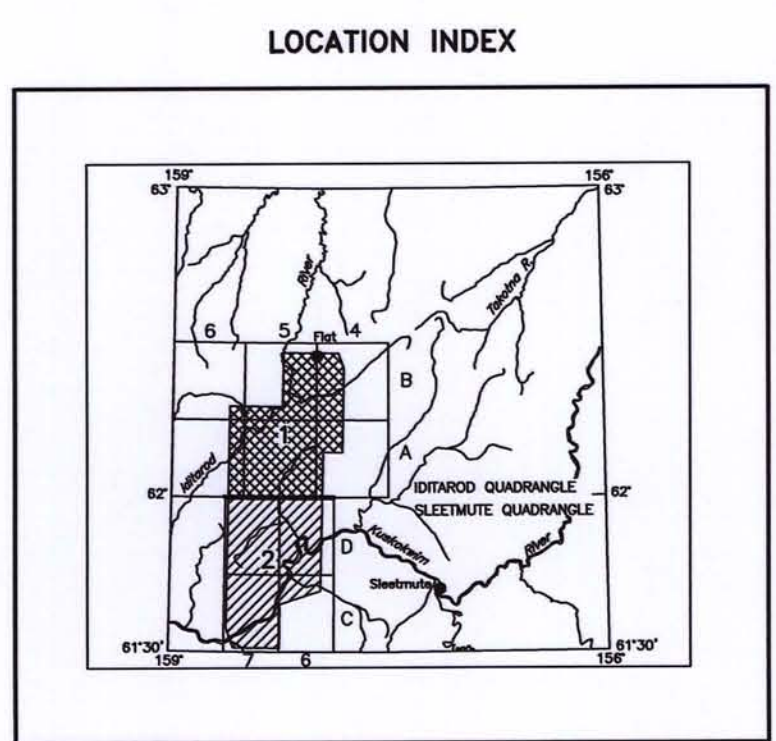 LOCATION INDEX
159° 156°
63° 63°
River
Takotna R.
6 5 4
Flat
B
1
A
Iditarod
IDITAROD QUADRANGLE
62° 62°
SLEETMUTE QUADRANGLE
Kuskokwim
River
D
2
Sleetmute
C
61°30' 61°30'
159° 156°
7 6